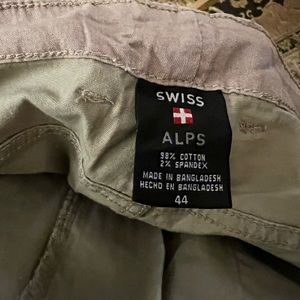 SWISS
ALPS
98% COTTON
2% SPANDEX
MADE IN BANGLADESH
HECHO EN BANGLADESH
44